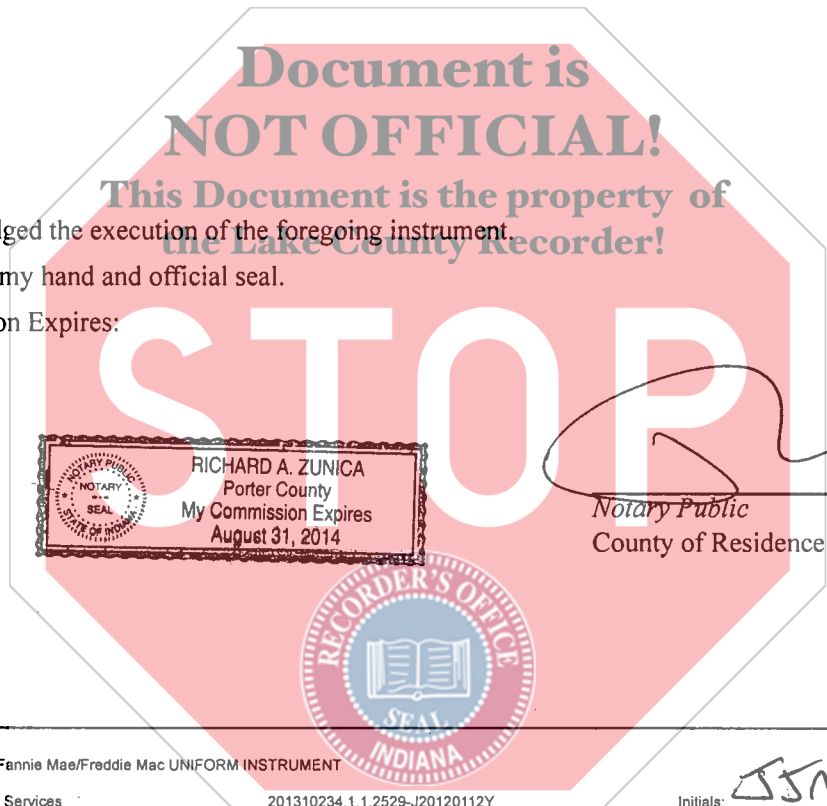 Document is
NOT OFFICIAL!
This Document is the property of
the Lake County Recorder!
lged the execution of the foregoing instrument.
my hand and official seal.
on Expires:
STOP
NOTARY PUBLIC
NOTARY
SEAL
STATE OF INDIANA
RICHARD A. ZUNICA
Porter County
My Commission Expires
August 31, 2014
Notary Public
County of Residence
RECORDER'S OFFICE
SEAL
INDIANA
Fannie Mae/Freddie Mac UNIFORM INSTRUMENT
Services
201310234.1.1.2529-J20120112Y
Initials: